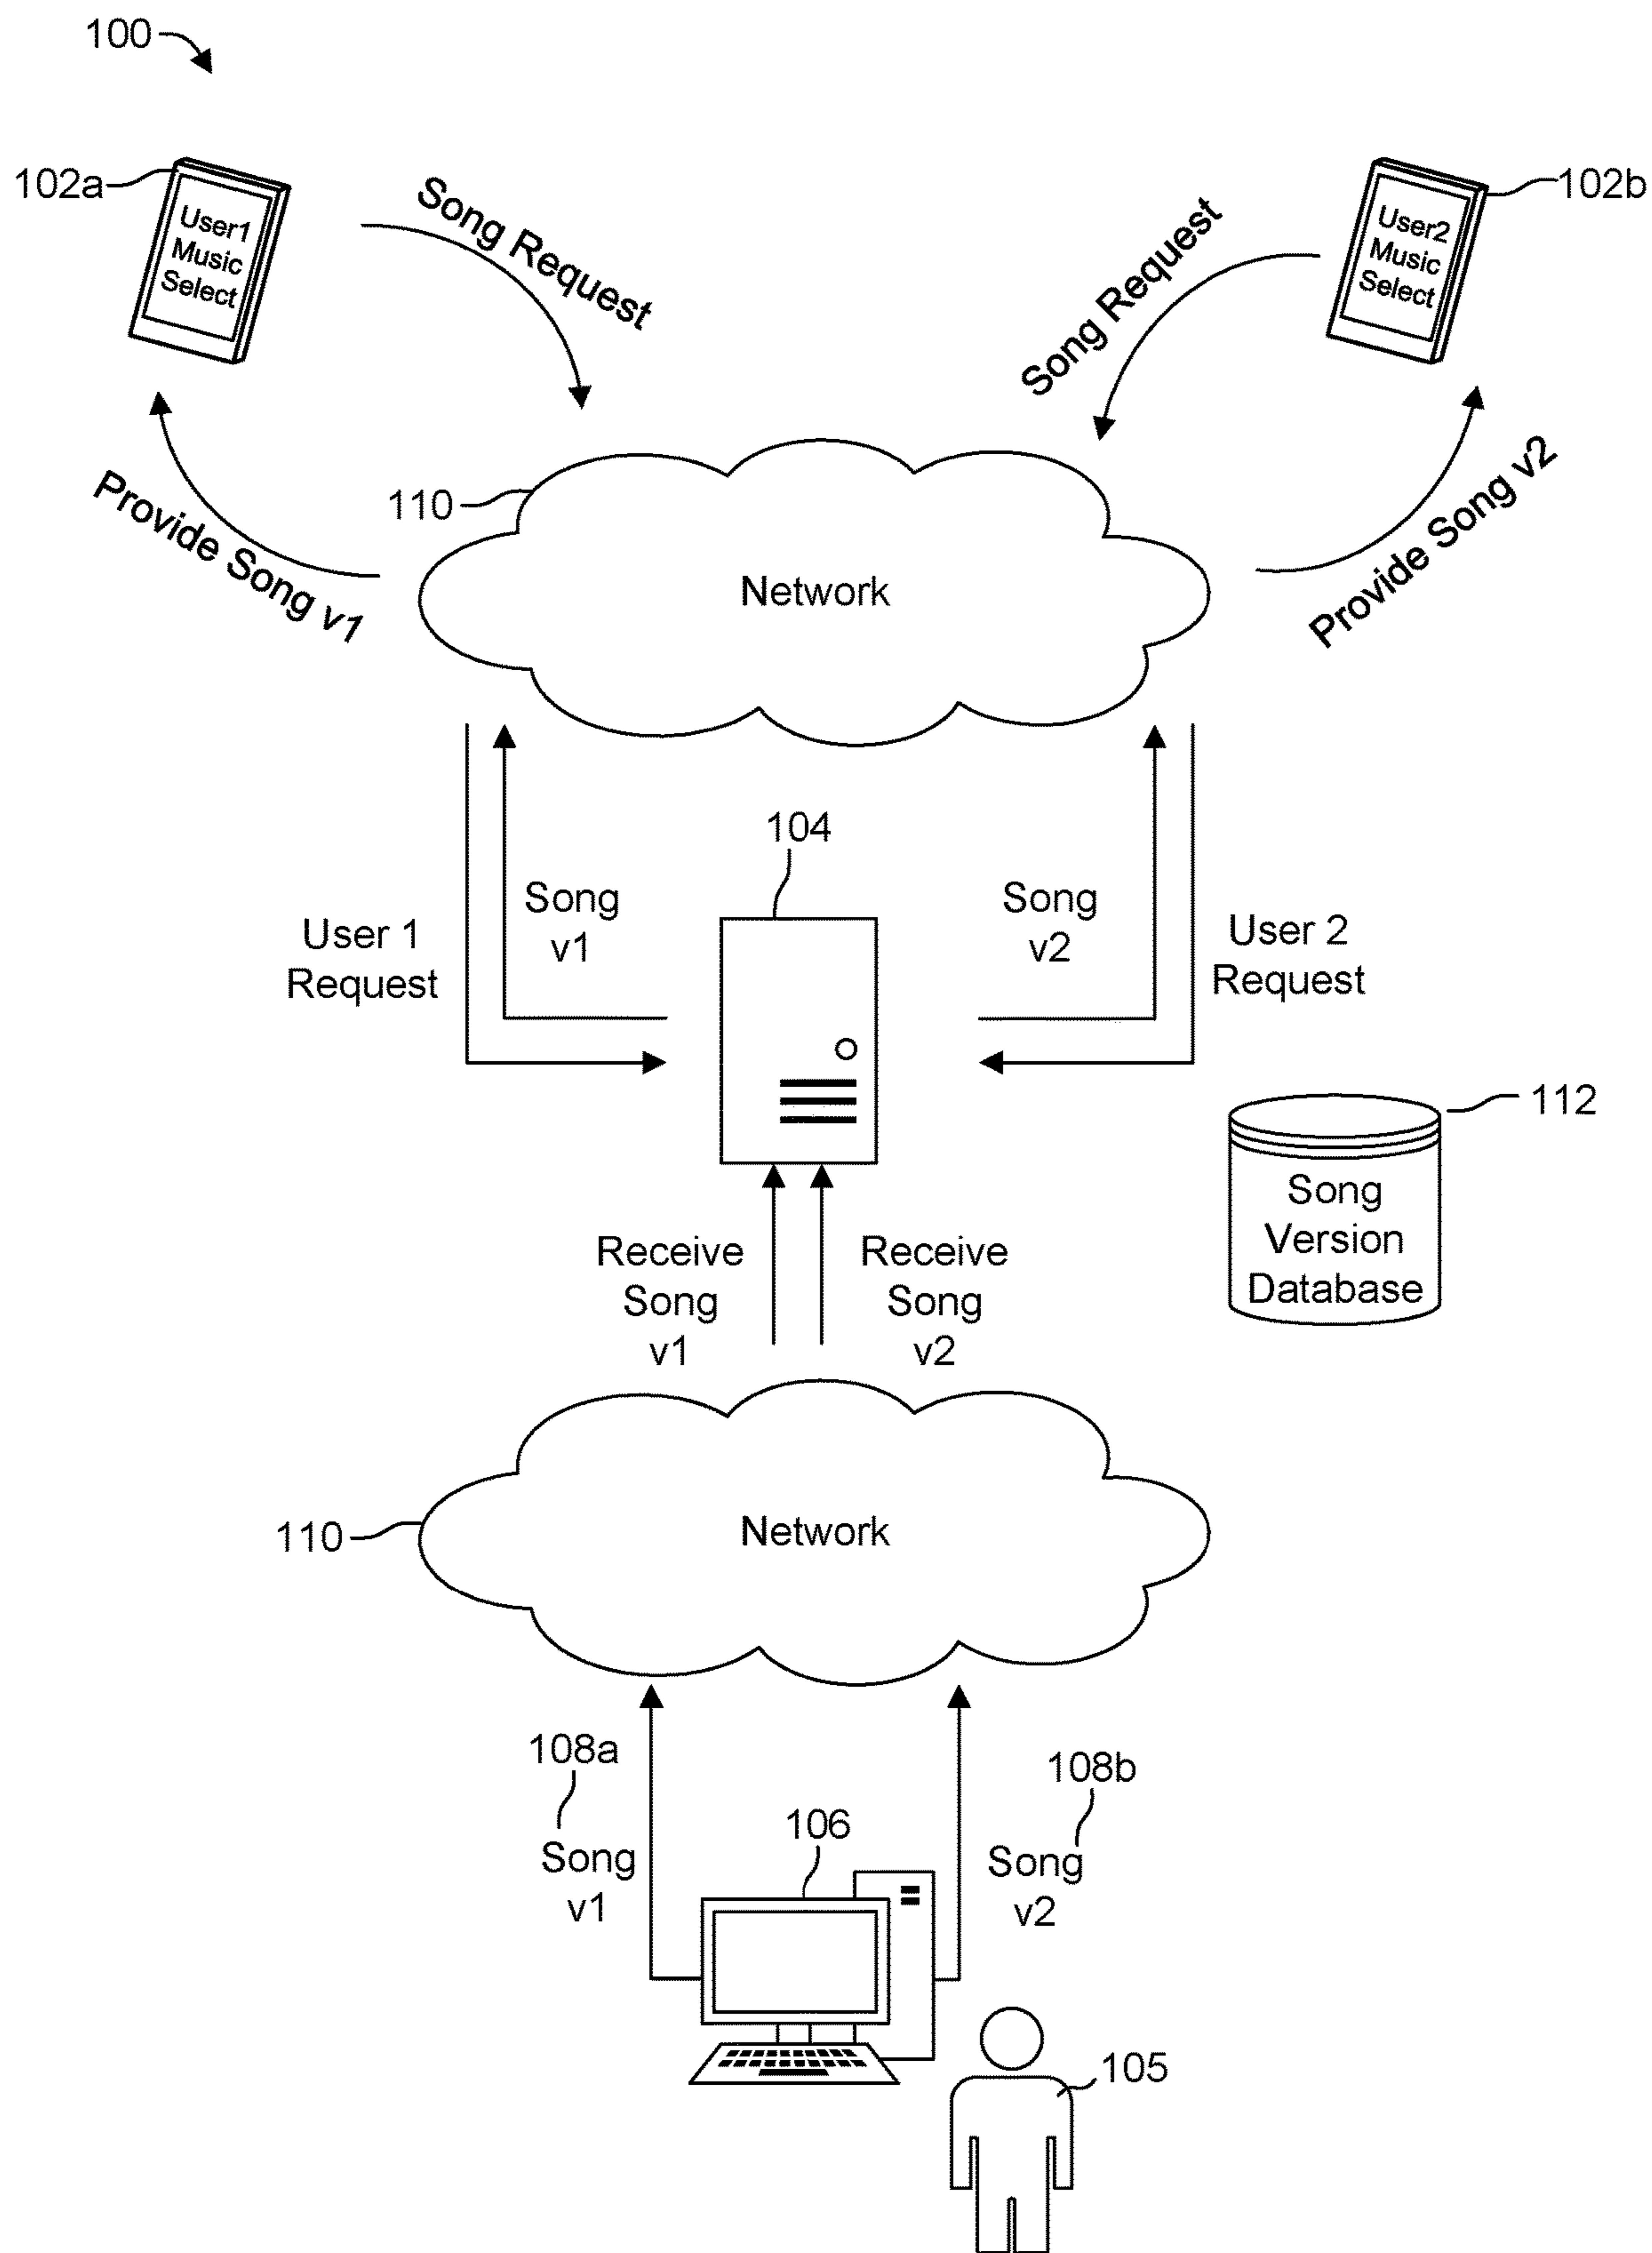 100
102a
User1
Music
Select
Song Request
Song Request
User2
Music
Select
102b
Provide Song v1
110
Network
Provide Song v2
104
User 1
Request
Song
v1
Song
v2
User 2
Request
112
Song
Version
Database
Receive
Song
v1
Receive
Song
v2
110
Network
108a
Song
v1
106
108b
Song
v2
105